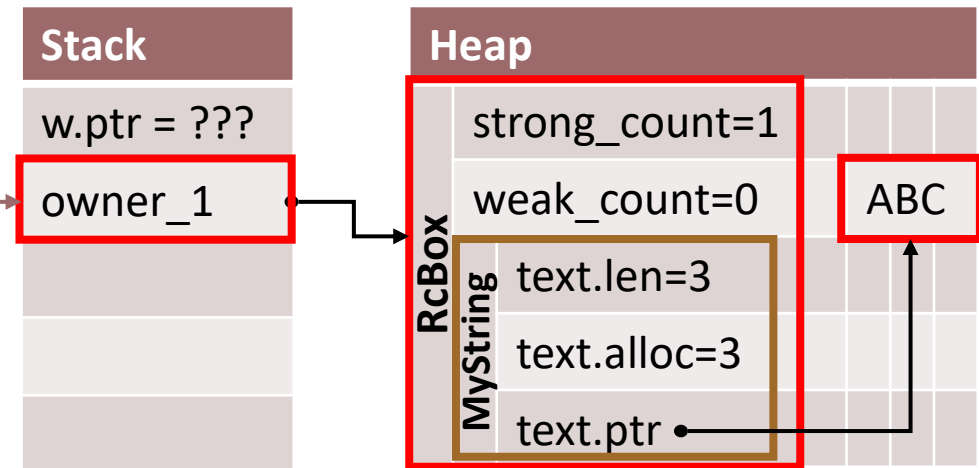 Stack
w.ptr = ???
owner_1
Heap
RcBox
strong_count=1
weak_count=0
MyString
text.len=3
text.alloc=3
text.ptr
ABC